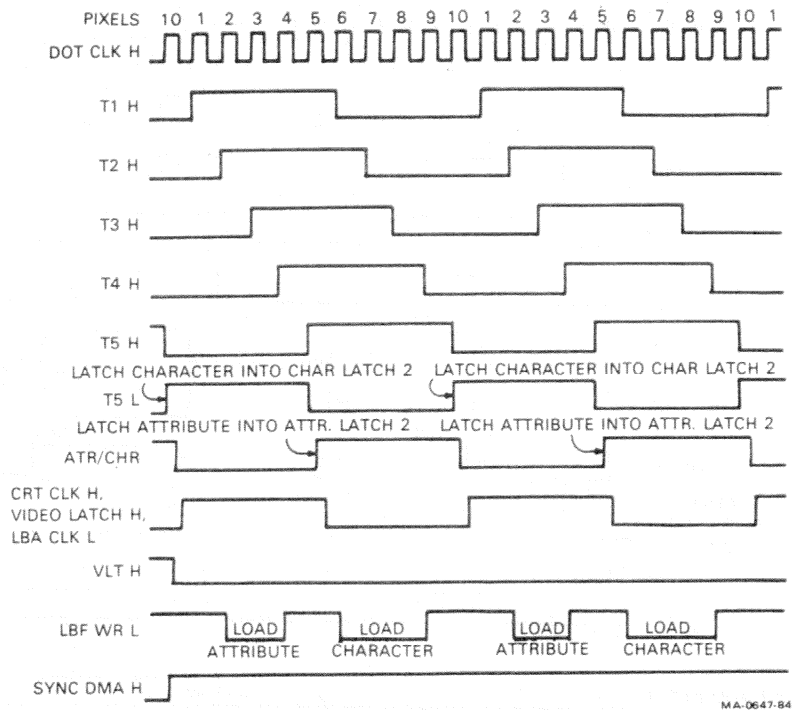 PIXELS 10 1 2 3 4 5 6 7 8 9 10 1 2 3 4 5 6 7 8 9 10 1
DOT CLK H
T1 H
T2 H
T3 H
T4 H
T5 H
LATCH CHARACTER INTO CHAR LATCH 2 LATCH CHARACTER INTO CHAR LATCH 2
T5 L
LATCH ATTRIBUTE INTO ATTR. LATCH 2 LATCH ATTRIBUTE INTO ATTR. LATCH 2
ATR/CHR
CRT CLK H,
VIDEO LATCH H,
LBA CLK L
VLT H
LBF WR L LOAD LOAD LOAD LOAD
ATTRIBUTE CHARACTER ATTRIBUTE CHARACTER
SYNC DMA H
MA-0647-84